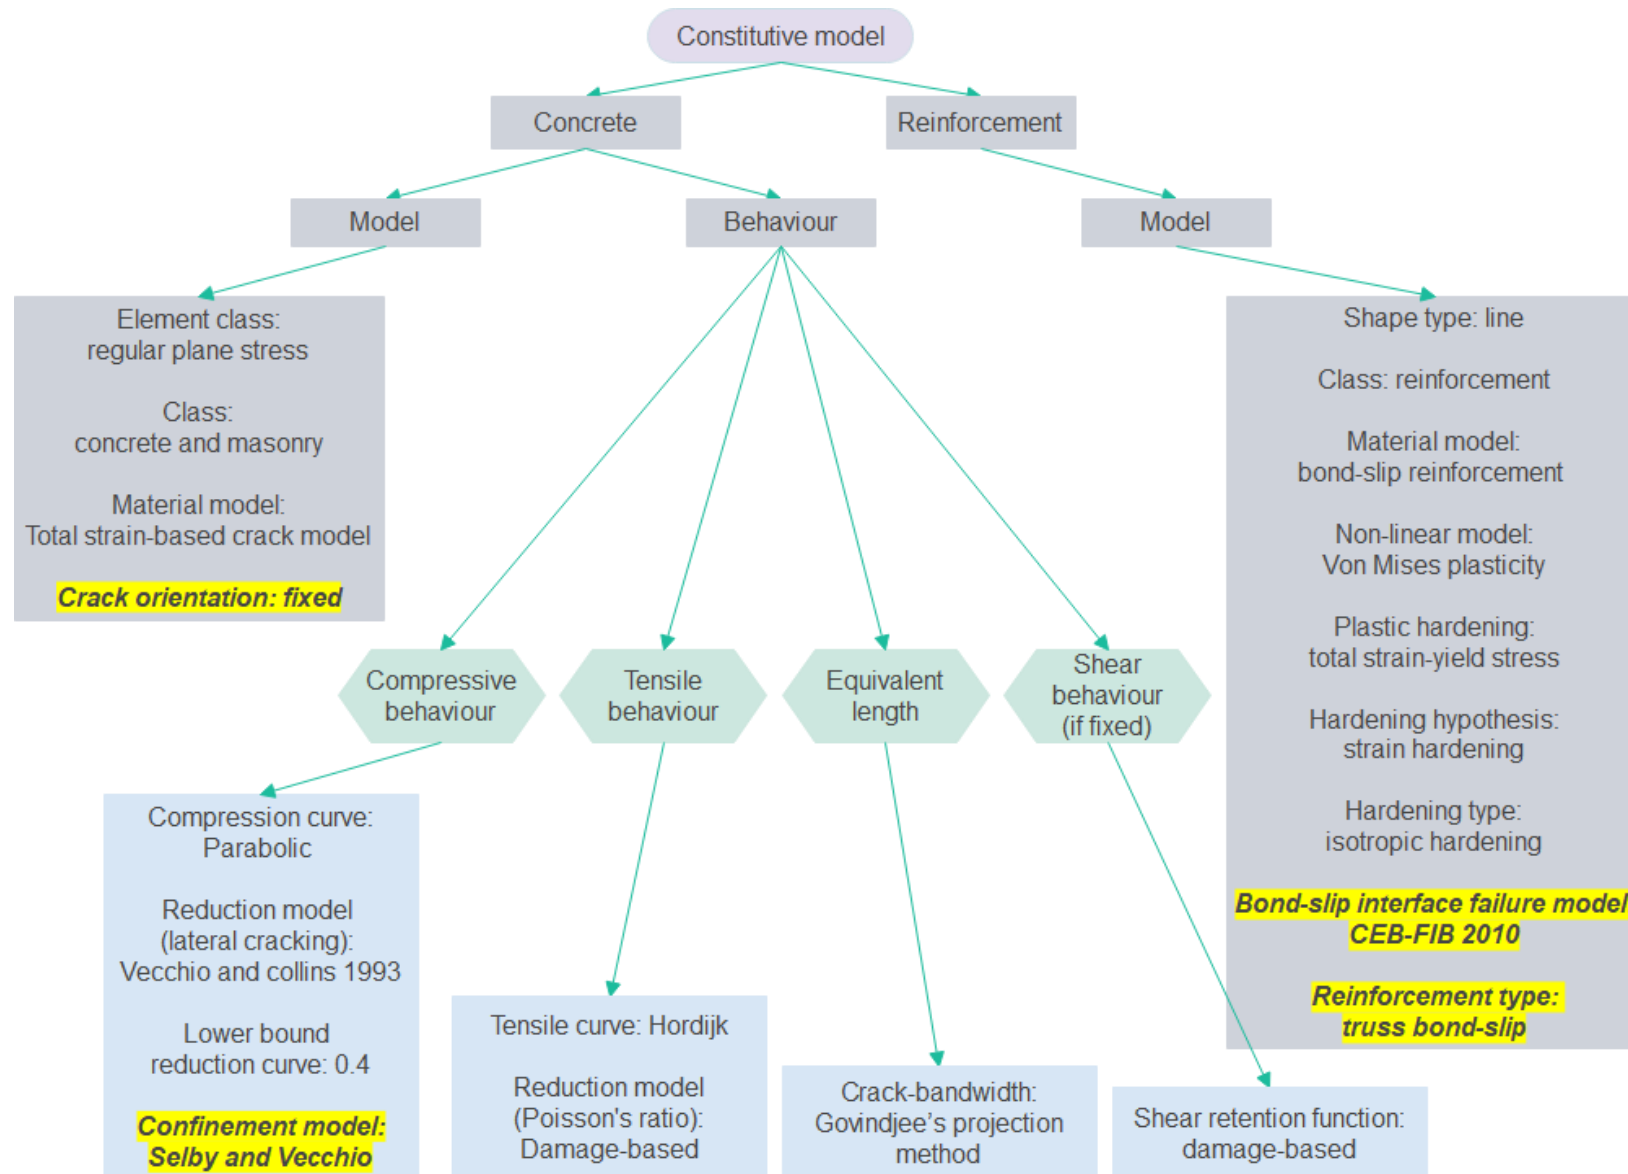 Constitutive model
Concrete
Reinforcement
Model
Behaviour
Model
Element class:
regular plane stress
Class:
concrete and masonry
Material model:
Total strain-based crack model
Crack orientation: fixed
Shape type: line
Class: reinforcement
Material model:
bond-slip reinforcement
Non-linear model:
Von Mises plasticity
Plastic hardening:
total strain-yield stress
Hardening hypothesis:
strain hardening
Hardening type:
isotropic hardening
Bond-slip interface failure model
CEB-FIB 2010
Reinforcement type:
truss bond-slip
Compressive
behaviour
Tensile
behaviour
Equivalent
length
Shear
behaviour
(if fixed)
Compression curve:
Parabolic
Reduction model
(lateral cracking):
Vecchio and collins 1993
Lower bound
reduction curve: 0.4
Confinement model:
Selby and Vecchio
Tensile curve: Hordijk
Reduction model
(Poisson's ratio):
Damage-based
Crack-bandwidth:
Govindjee’s projection
method
Shear retention function:
damage-based